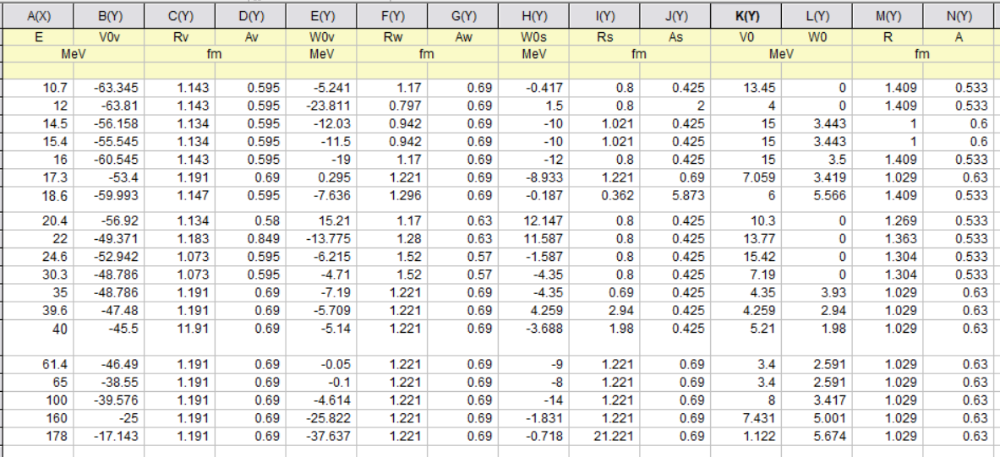 A(X) B(Y) C(Y) D(Y) E(Y) F(Y) G(Y) H(Y) I(Y) J(Y) K(Y) L(Y) M(Y) N(Y)
E V0v Rv Av W0v Rw Aw W0s Rs As V0 W0 R A
MeV fm MeV fm MeV fm MeV fm
10.7 -63.345 1.143 0.595 -5.241 1.17 0.69 -0.417 0.8 0.425 13.45 0 1.409 0.533
12 -63.81 1.143 0.595 -23.811 0.797 0.69 1.5 0.8 2 4 0 1.409 0.533
14.5 -56.158 1.134 0.595 -12.03 0.942 0.69 -10 1.021 0.425 15 3.443 1 0.6
15.4 -55.545 1.134 0.595 -11.5 0.942 0.69 -10 1.021 0.425 15 3.443 1 0.6
16 -60.545 1.143 0.595 -19 1.17 0.69 -12 0.8 0.425 15 3.5 1.409 0.533
17.3 -53.4 1.191 0.69 0.295 1.221 0.69 -8.933 1.221 0.69 7.059 3.419 1.029 0.63
18.6 -59.993 1.147 0.595 -7.636 1.296 0.69 -0.187 0.362 5.873 6 5.566 1.409 0.533
20.4 -56.92 1.134 0.58 15.21 1.17 0.63 12.147 0.8 0.425 10.3 0 1.269 0.533
22 -49.371 1.183 0.849 -13.775 1.28 0.63 11.587 0.8 0.425 13.77 0 1.363 0.533
24.6 -52.942 1.073 0.595 -6.215 1.52 0.57 -1.587 0.8 0.425 15.42 0 1.304 0.533
30.3 -48.786 1.073 0.595 -4.71 1.52 0.57 -4.35 0.8 0.425 7.19 0 1.304 0.533
35 -48.786 1.191 0.69 -7.19 1.221 0.69 -4.35 0.69 0.425 4.35 3.93 1.029 0.63
39.6 -47.48 1.191 0.69 -5.709 1.221 0.69 4.259 2.94 0.425 4.259 2.94 1.029 0.63
40 -45.5 11.91 0.69 -5.14 1.221 0.69 -3.688 1.98 0.425 5.21 1.98 1.029 0.63
61.4 -46.49 1.191 0.69 -0.05 1.221 0.69 -9 1.221 0.69 3.4 2.591 1.029 0.63
65 -38.55 1.191 0.69 -0.1 1.221 0.69 -8 1.221 0.69 3.4 2.591 1.029 0.63
100 -39.576 1.191 0.69 -4.614 1.221 0.69 -14 1.221 0.69 8 3.417 1.029 0.63
160 -25 1.191 0.69 -25.822 1.221 0.69 -1.831 1.221 0.69 7.431 5.001 1.029 0.63
178 -17.143 1.191 0.69 -37.637 1.221 0.69 -0.718 21.221 0.69 1.122 5.674 1.029 0.63